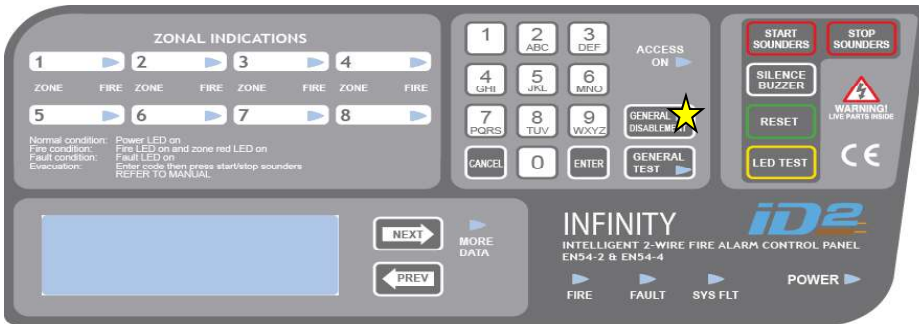 ZONAL INDICATIONS
1 2 3 4
ZONE FIRE ZONE FIRE ZONE FIRE ZONE FIRE
5 6 7 8
Normal condition: Power LED on
Fire condition: Fire LED on and zone red LED on
Fault condition: Fault LED on
Evacuation: Enter code then press start/stop sounders
REFER TO MANUAL
1 2 ABC 3 DEF
4 GHI 5 JKL 6 MNO
7 PQRS 8 TUV 9 WXYZ
CANCEL 0 ENTER
ACCESS
ON
GENERAL
DISABLEMENT
GENERAL
TEST
START
SOUNDERS
STOP
SOUNDERS
SILENCE
BUZZER
RESET
LED TEST
WARNING!
LIVE PARTS INSIDE
CE
NEXT
PREV
MORE
DATA
INFINITY
iD2
INTELLIGENT 2-WIRE FIRE ALARM CONTROL PANEL
EN54-2 & EN54-4
FIRE FAULT SYS FLT
POWER